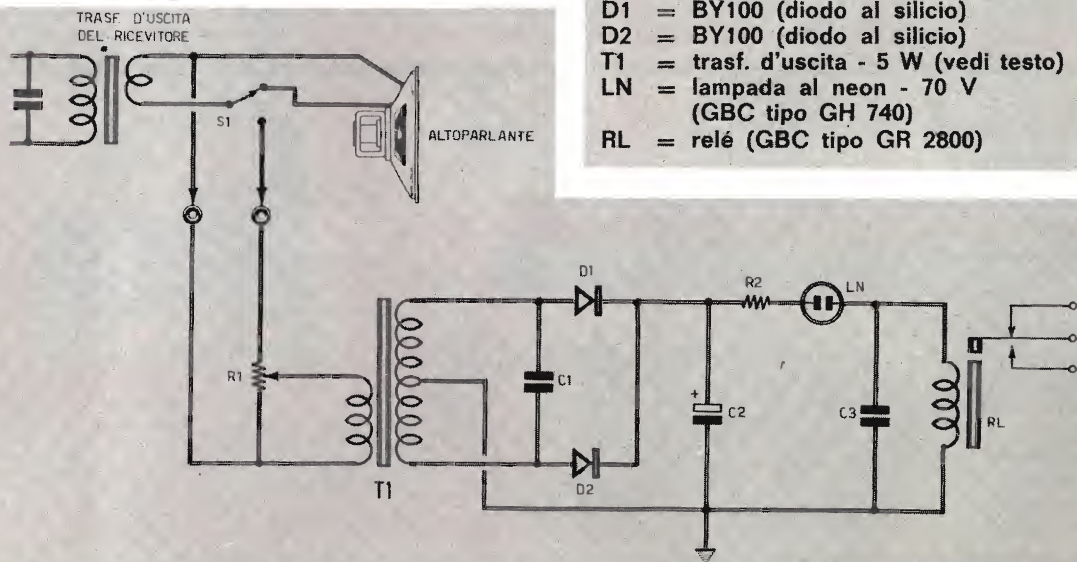 TRASF. D'USCITA
DEL RICEVITORE
S1
ALTOPARLANTE
D1 = BY100 (diodo al silicio)
D2 = BY100 (diodo al silicio)
T1 = trasf. d'uscita - 5 W (vedi testo)
LN = lampada al neon - 70 V
(GBC tipo GH 740)
RL = relé (GBC tipo GR 2800)
D1
R2
LN
R1
C1
+
C2
C3
RL
T1
D2